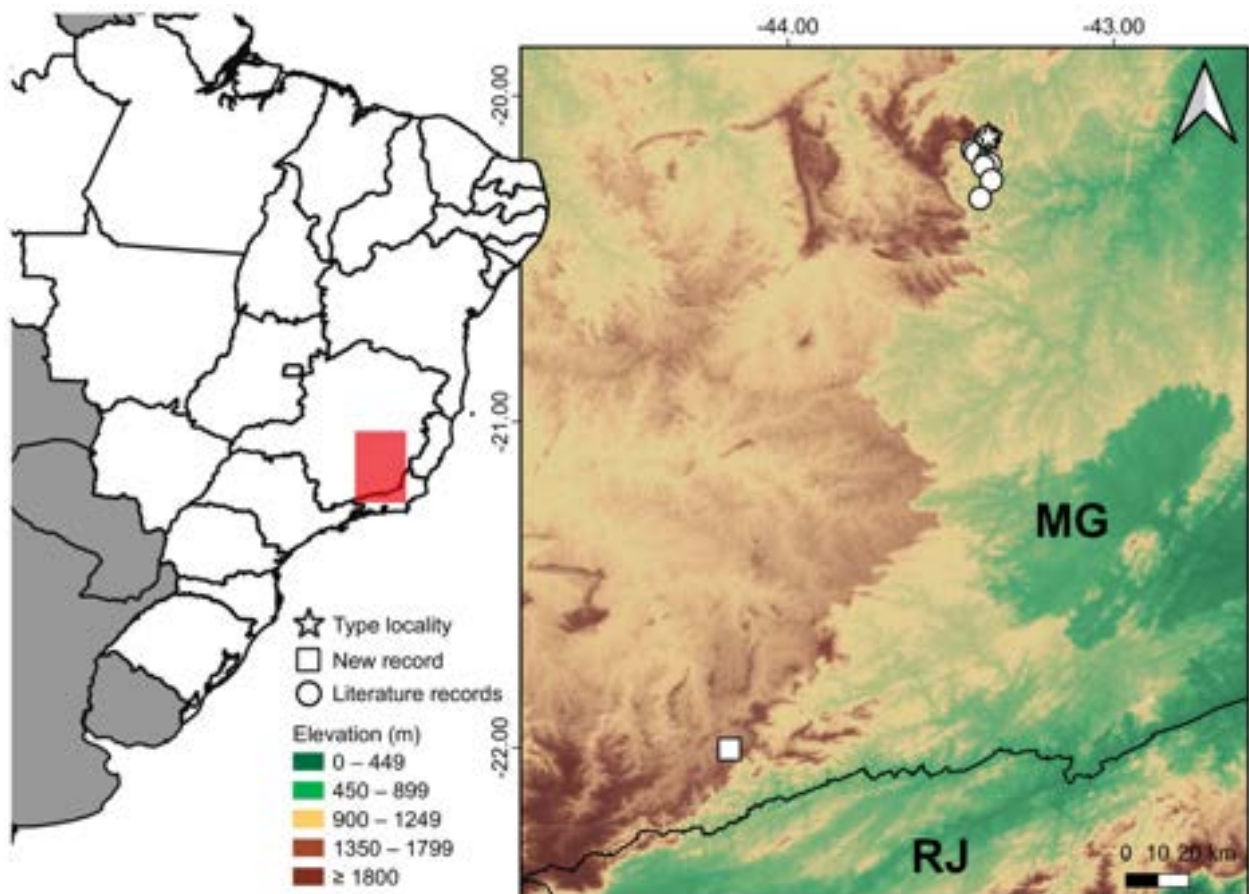 -44.00
-43.00
-20.00
-21.00
-22.00
MG
RJ
Type locality
New record
Literature records
Elevation (m)
0 – 449
450 – 899
900 – 1249
1350 – 1799
≥ 1800
0 10 20 km